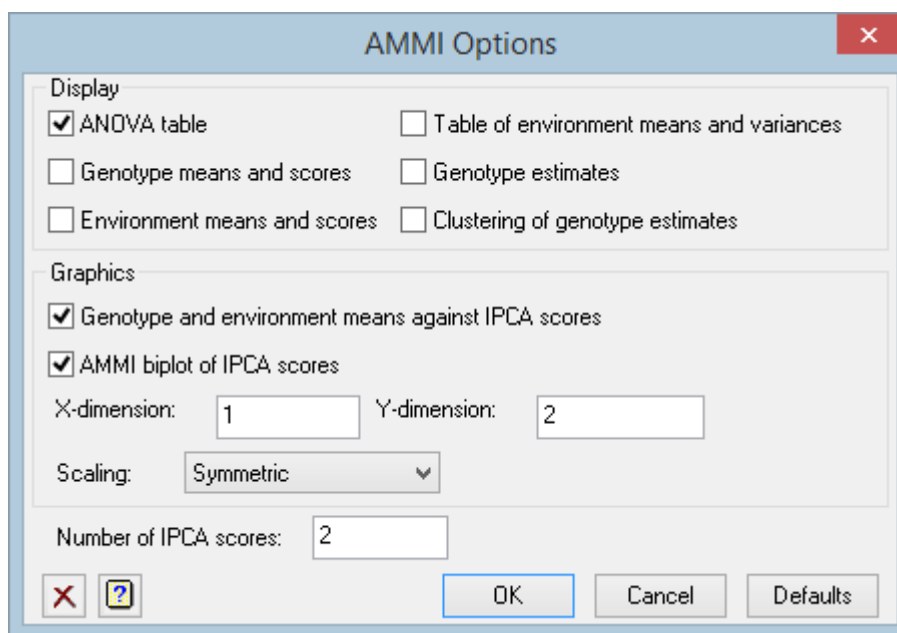 AMMI Options
Display
ANOVA table
Table of environment means and variances
Genotype means and scores
Genotype estimates
Environment means and scores
Clustering of genotype estimates
Graphics
Genotype and environment means against IPCA scores
AMMI biplot of IPCA scores
X-dimension: 1 Y-dimension: 2
Scaling: Symmetric
Number of IPCA scores: 2
OK Cancel Defaults